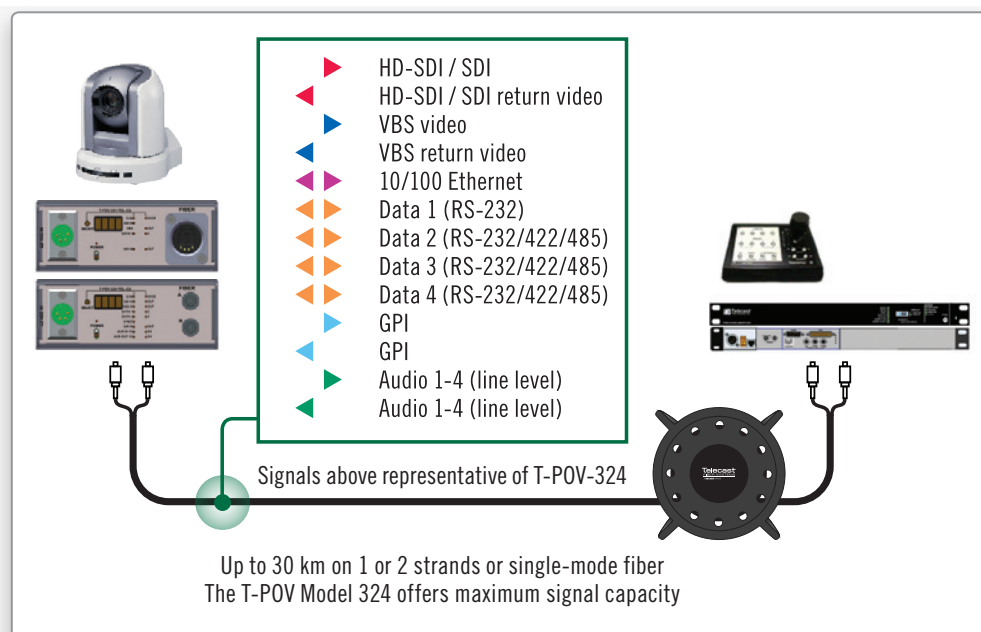 HD-SDI / SDI
HD-SDI / SDI return video
VBS video
VBS return video
10/100 Ethernet
Data 1 (RS-232)
Data 2 (RS-232/422/485)
Data 3 (RS-232/422/485)
Data 4 (RS-232/422/485)
GPI
GPI
Audio 1-4 (line level)
Audio 1-4 (line level)
FIBER
POWER
FIBER
POWER
Telecast
Telecast
Signals above representative of T-POV-324
Up to 30 km on 1 or 2 strands or single-mode fiber
The T-POV Model 324 offers maximum signal capacity